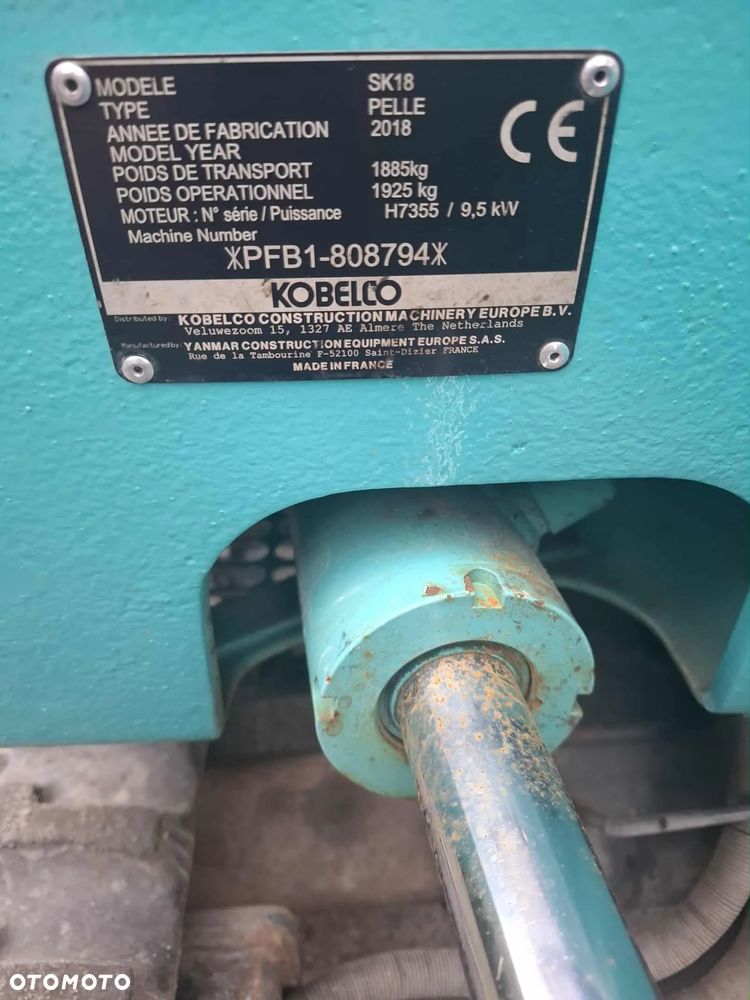 MODELE SK18
TYPE PELLE
ANNEE DE FABRICATION 2018
MODEL YEAR
POIDS DE TRANSPORT 1885kg
POIDS OPERATIONNEL 1925 kg
MOTEUR : N° série / Puissance H7355 / 9,5 kW
Machine Number
ӾPFB1-808794Ӿ
CE
KOBELCO
Distributed by: KOBELCO CONSTRUCTION MACHINERY EUROPE B.V.
Veluwezoom 15, 1327 AE Almere The Netherlands
Manufactured by: YANMAR CONSTRUCTION EQUIPMENT EUROPE S.A.S.
Rue de la Tambourine F-52100 Saint-Dizier FRANCE
MADE IN FRANCE
OTOMOTO